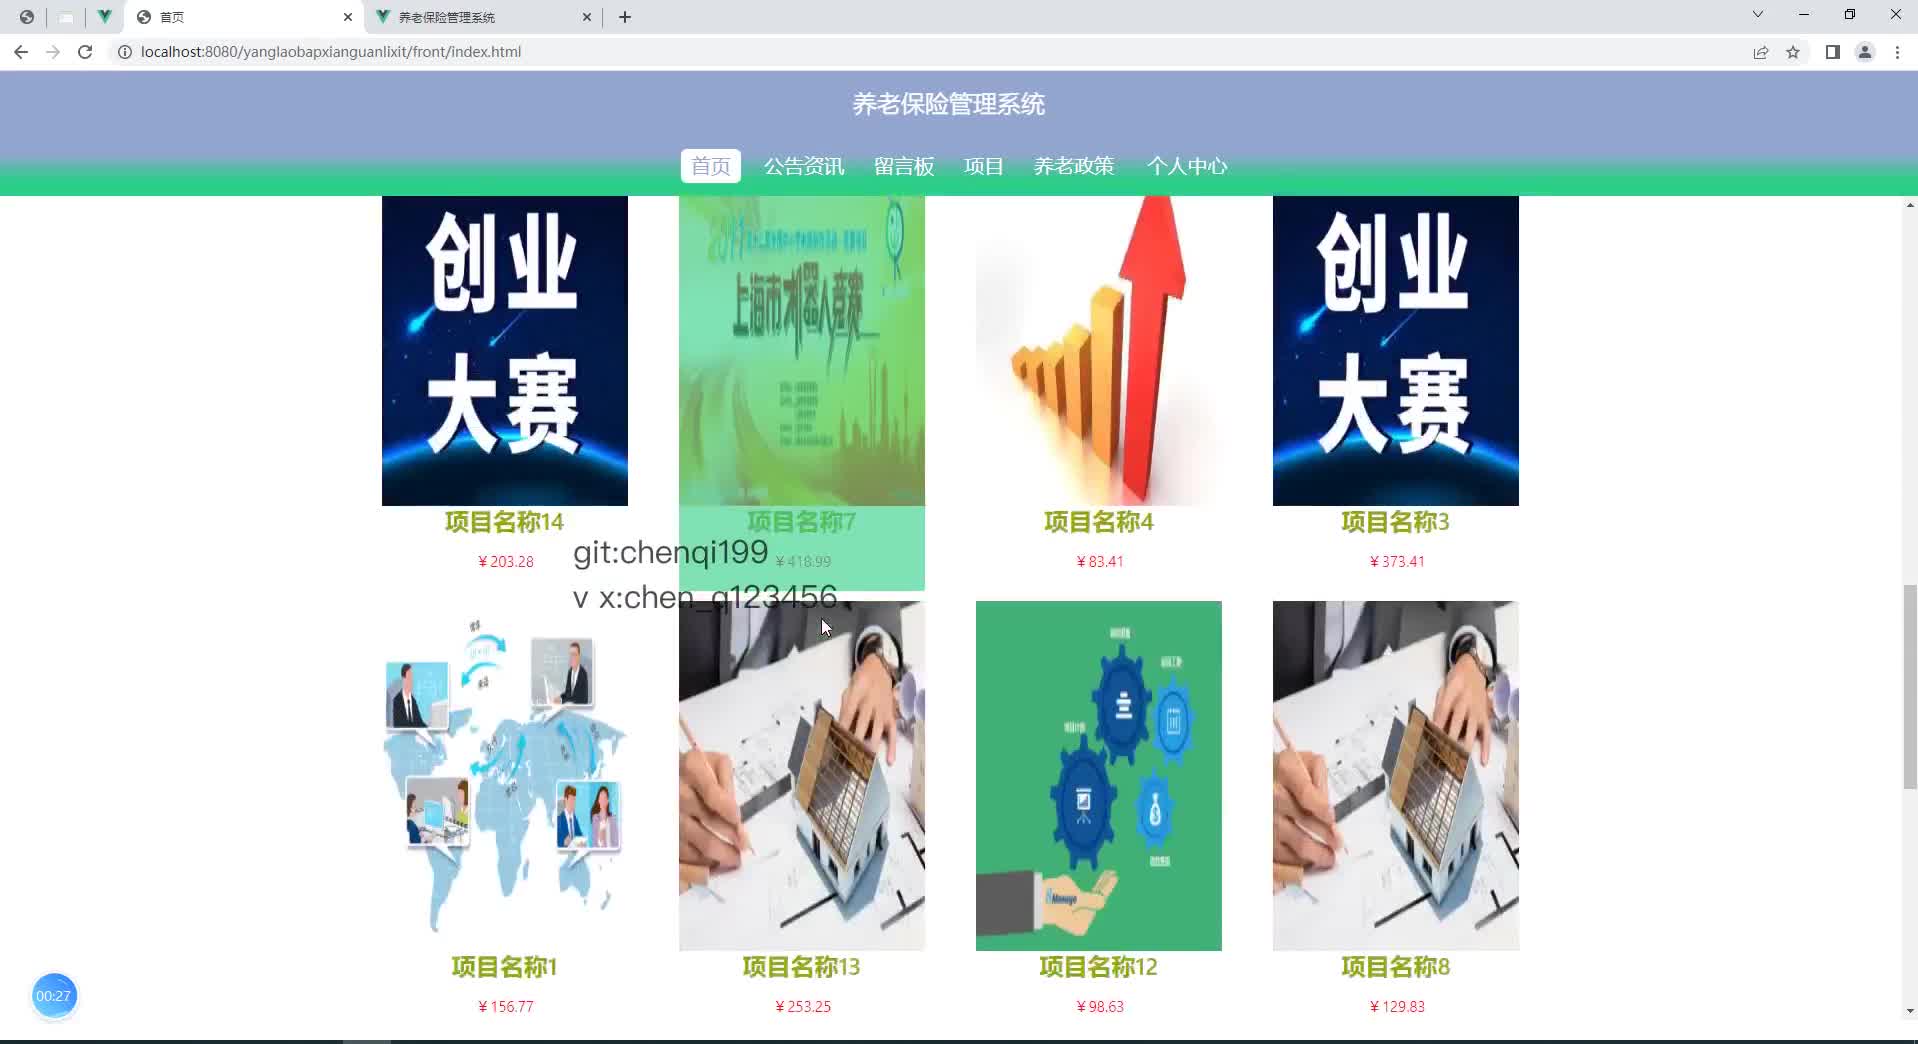 首页
养老保险管理系统
localhost:8080/yanglaobapxianguanlixit/front/index.html
养老保险管理系统
首页 公告资讯 留言板 项目 养老政策 个人中心
创业
大赛
上海市机器人竞赛
创业
大赛
项目名称14
项目名称7
项目名称4
项目名称3
￥203.28
￥418.99
￥83.41
￥373.41
git:chenqi199
v x:chen_q123456
Manage
项目名称1
项目名称13
项目名称12
项目名称8
￥156.77
￥253.25
￥98.63
￥129.83
00:27